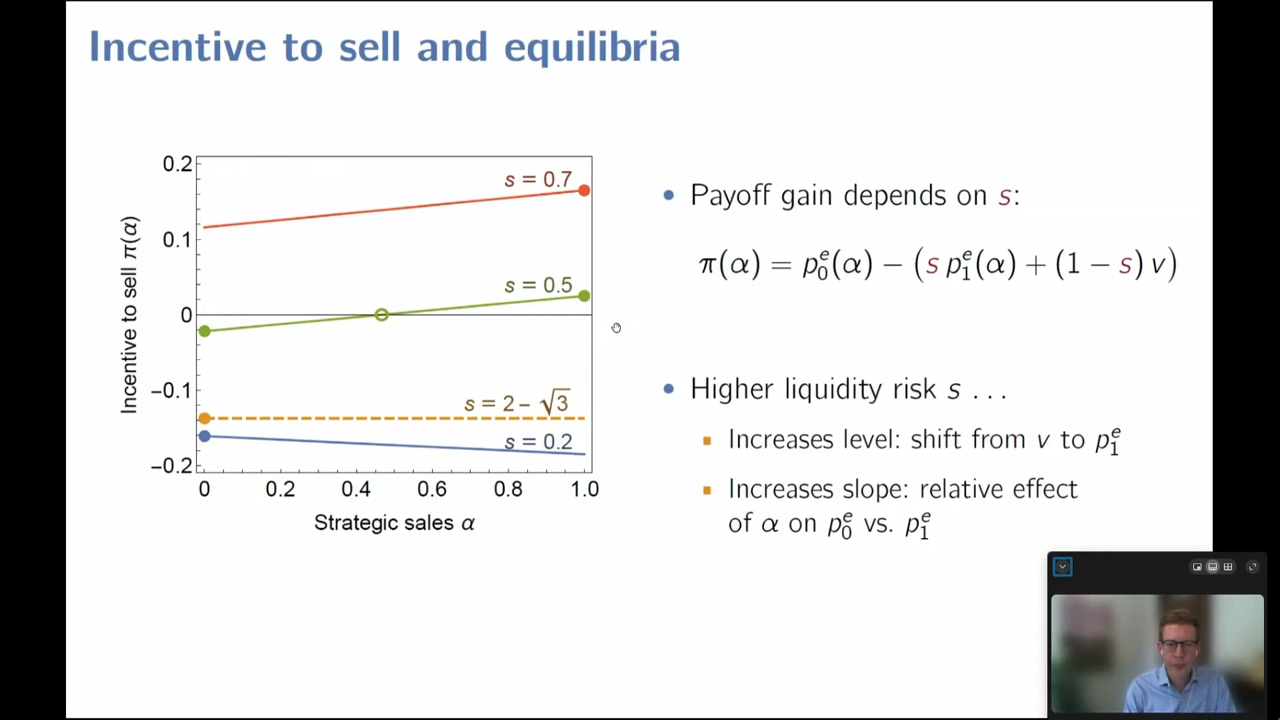 Incentive to sell and equilibria
0.2
0.1
0
−0.1
−0.2
Incentive to sell π(α)
s = 0.7
s = 0.5
s = 2 − √3
s = 0.2
0 0.2 0.4 0.6 0.8 1.0
Strategic sales α
• Payoff gain depends on s:
π(α) = p₀ᵉ(α) − (s p₁ᵉ(α) + (1 − s) v)
• Higher liquidity risk s ...
Increases level: shift from v to p₁ᵉ
Increases slope: relative effect
of α on p₀ᵉ vs. p₁ᵉ